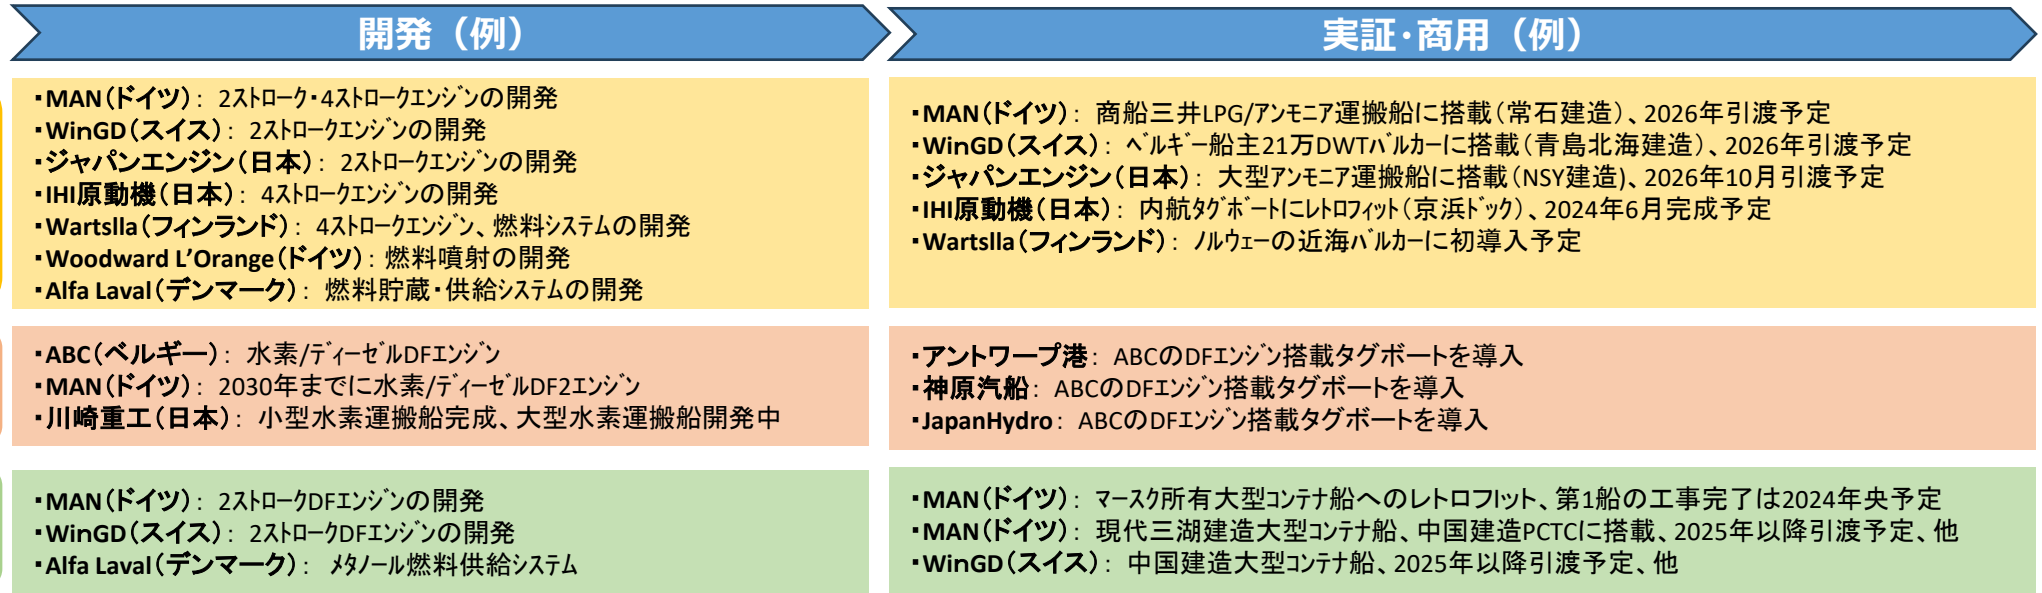 開発（例）
・MAN（ドイツ）： 2ｽﾄﾛｰｸ・4ｽﾄﾛｰｸｴﾝｼﾞﾝの開発
・WinGD（スイス）： 2ｽﾄﾛｰｸｴﾝｼﾞﾝの開発
・ジャパンエンジン（日本）： 2ｽﾄﾛｰｸｴﾝｼﾞﾝの開発
・IHI原動機（日本）： 4ｽﾄﾛｰｸｴﾝｼﾞﾝの開発
・Wartslla（フィンランド）： 4ｽﾄﾛｰｸｴﾝｼﾞﾝ、燃料ｼｽﾃﾑの開発
・Woodward L’Orange（ドイツ）： 燃料噴射の開発
・Alfa Laval（デンマーク）： 燃料貯蔵・供給ｼｽﾃﾑの開発
・ABC（ベルギー）： 水素/ﾃﾞｨｰｾﾞﾙDFｴﾝｼﾞﾝ
・MAN（ドイツ）： 2030年までに水素/ﾃﾞｨｰｾﾞﾙDF2ｴﾝｼﾞﾝ
・川崎重工（日本）： 小型水素運搬船完成、大型水素運搬船開発中
・MAN（ドイツ）： 2ｽﾄﾛｰｸDFｴﾝｼﾞﾝの開発
・WinGD（スイス）： 2ｽﾄﾛｰｸDFｴﾝｼﾞﾝの開発
・Alfa Laval（デンマーク）： ﾒﾀﾉｰﾙ燃料供給ｼｽﾃﾑ
実証・商用（例）
・MAN（ドイツ）： 商船三井LPG/ｱﾝﾓﾆｱ運搬船に搭載（常石建造）、2026年引渡予定
・WinGD（スイス）： ﾍﾞﾙｷﾞｰ船主21万DWTﾊﾞﾙｶｰに搭載（青島北海建造）、2026年引渡予定
・ジャパンエンジン（日本）： 大型ｱﾝﾓﾆｱ運搬船に搭載（NSY建造)、2026年10月引渡予定
・IHI原動機（日本）： 内航ﾀｸﾞﾎﾞｰﾄにﾚﾄﾛﾌｨｯﾄ（京浜ﾄﾞｯｸ）、2024年6月完成予定
・Wartslla（フィンランド）： ﾉﾙｳｪｰの近海ﾊﾞﾙｶｰに初導入予定
・アントワープ港： ABCのDFｴﾝｼﾞﾝ搭載タグボートを導入
・神原汽船： ABCのDFｴﾝｼﾞﾝ搭載タグボートを導入
・JapanHydro： ABCのDFｴﾝｼﾞﾝ搭載タグボートを導入
・MAN（ドイツ）： ﾏｰｽｸ所有大型ｺﾝﾃﾅ船へのレトロフｨット、第1船の工事完了は2024年央予定
・MAN（ドイツ）： 現代三湖建造大型ｺﾝﾃﾅ船、中国建造PCTCに搭載、2025年以降引渡予定、他
・WinGD（スイス）： 中国建造大型ｺﾝﾃﾅ船、2025年以降引渡予定、他